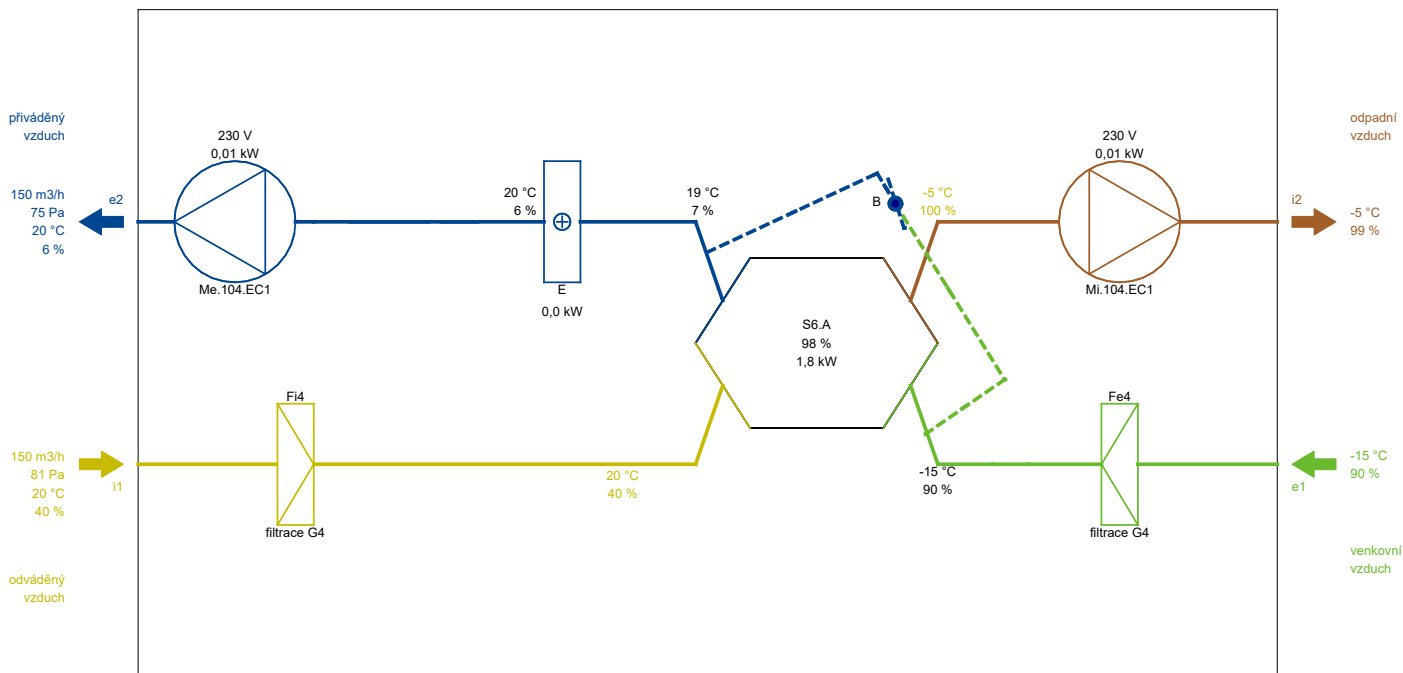 přiváděný
vzduch
150 m3/h
75 Pa
20 °C
6 %
e2
230 V
0,01 kW
Me.104.EC1
20 °C
6 %
E
0,0 kW
19 °C
7 %
B
-5 °C
100 %
230 V
0,01 kW
Mi.104.EC1
odpadní
vzduch
i2
-5 °C
99 %
S6.A
98 %
1,8 kW
150 m3/h
81 Pa
20 °C
40 %
i1
odváděný
vzduch
Fi4
filtrace G4
20 °C
40 %
-15 °C
90 %
Fe4
filtrace G4
-15 °C
90 %
e1
venkovní
vzduch